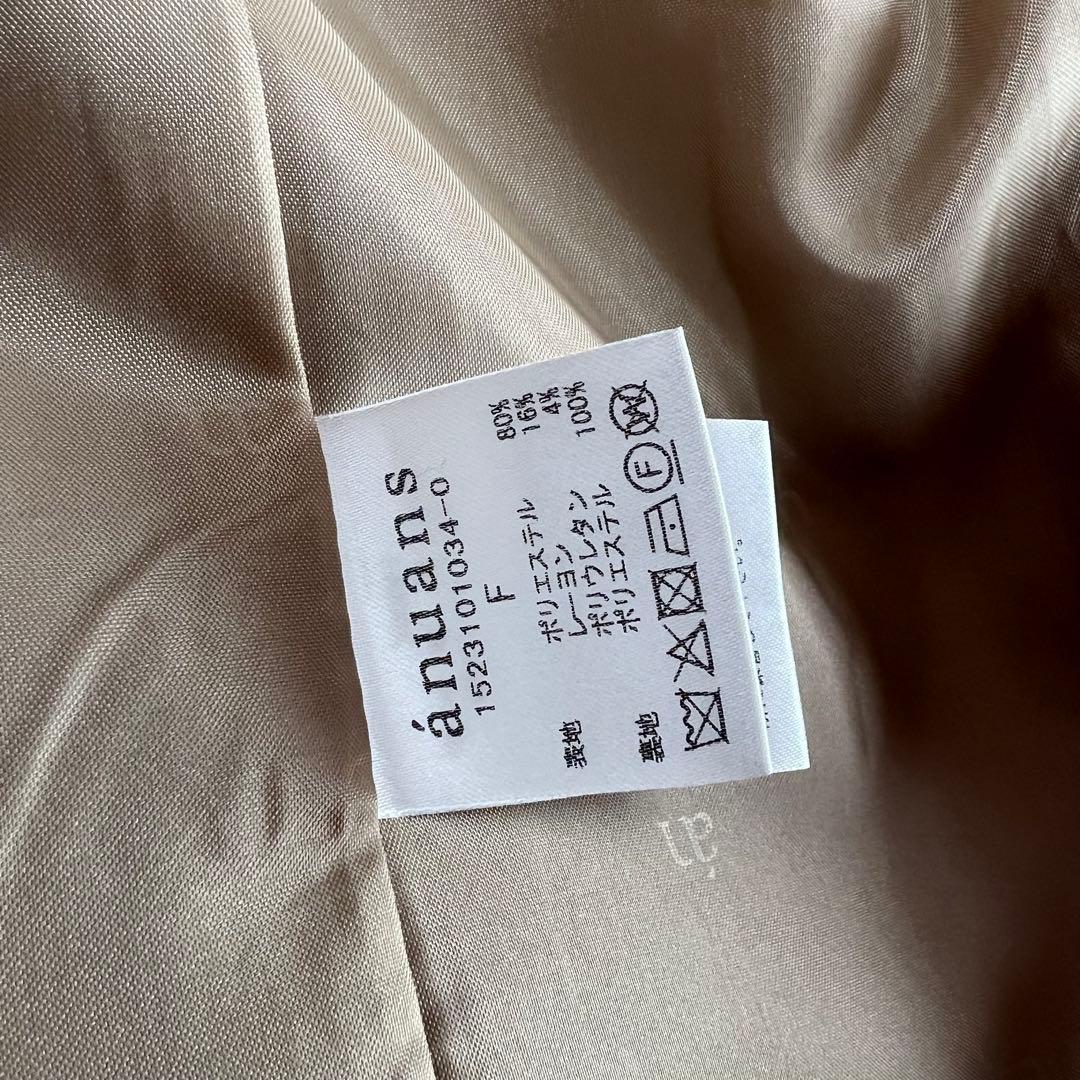 ánuans
1523101034-0
F
表地 ポリエステル 80%
レーヨン 16%
ポリウレタン 4%
裏地 ポリエステル 100%
F
W